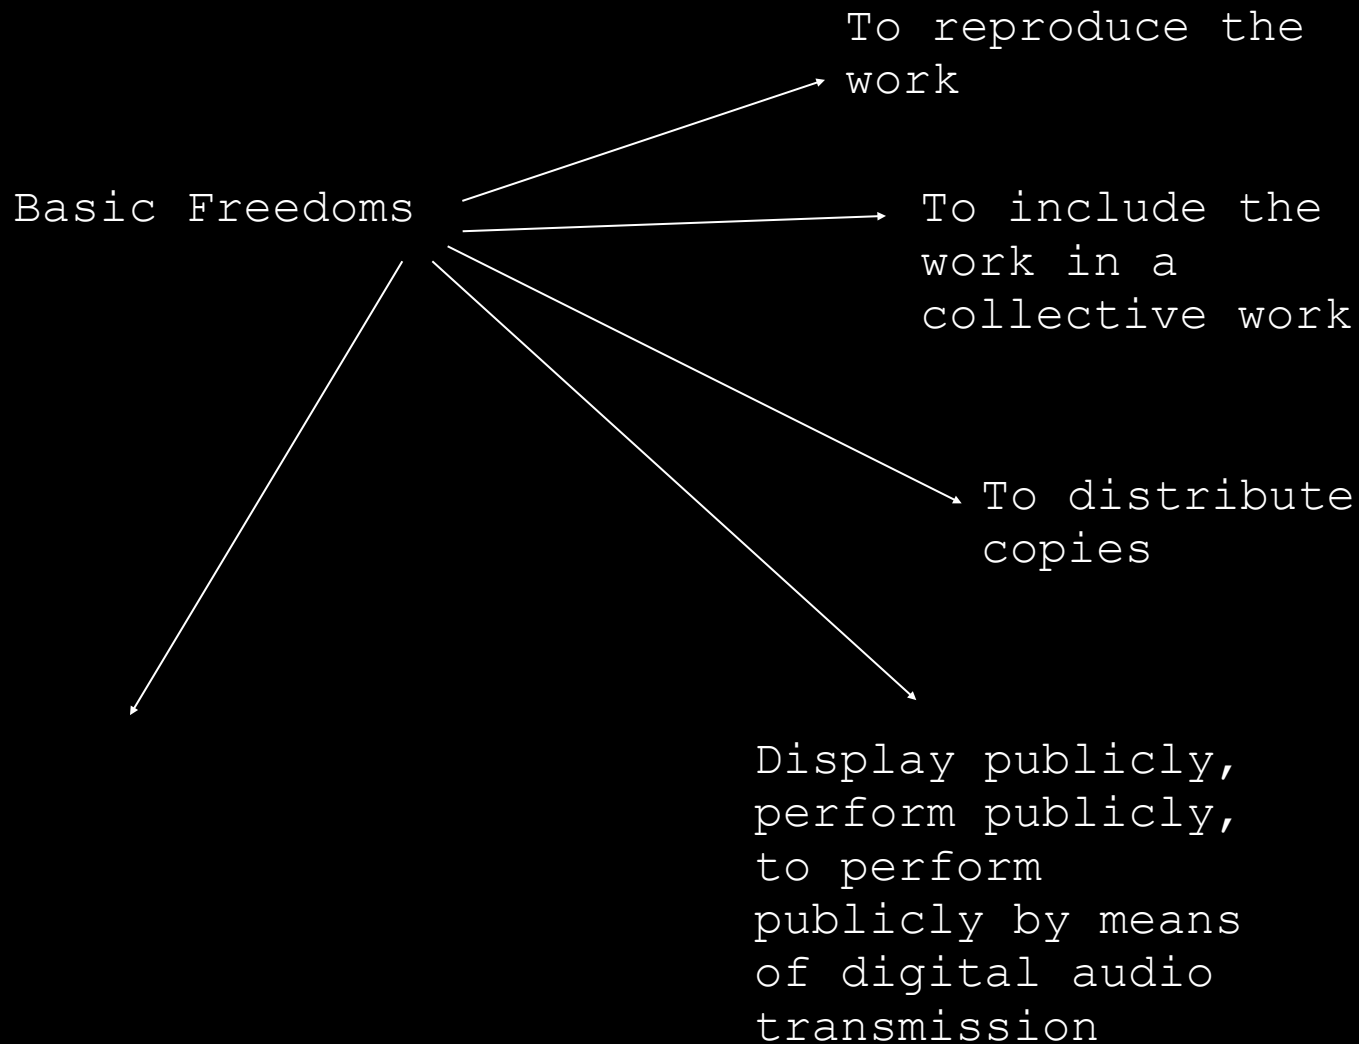 To reproduce the
work
Basic Freedoms
To include the
work in a
collective work
To distribute
copies
Display publicly,
perform publicly,
to perform
publicly by means
of digital audio
transmission